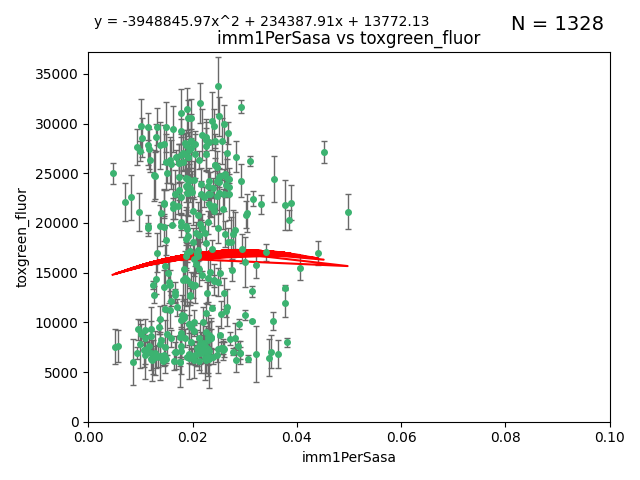 y = -3948845.97x^2 + 234387.91x + 13772.13
N = 1328
imm1PerSasa vs toxgreen_fluor
35000
30000
25000
20000
15000
10000
5000
0
toxgreen_fluor
0.00 0.02 0.04 0.06 0.08 0.10
imm1PerSasa